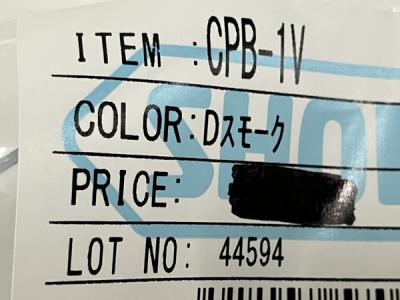 ITEM :CPB-1V
COLOR:Dスモーク
PRICE:
LOT NO: 44594